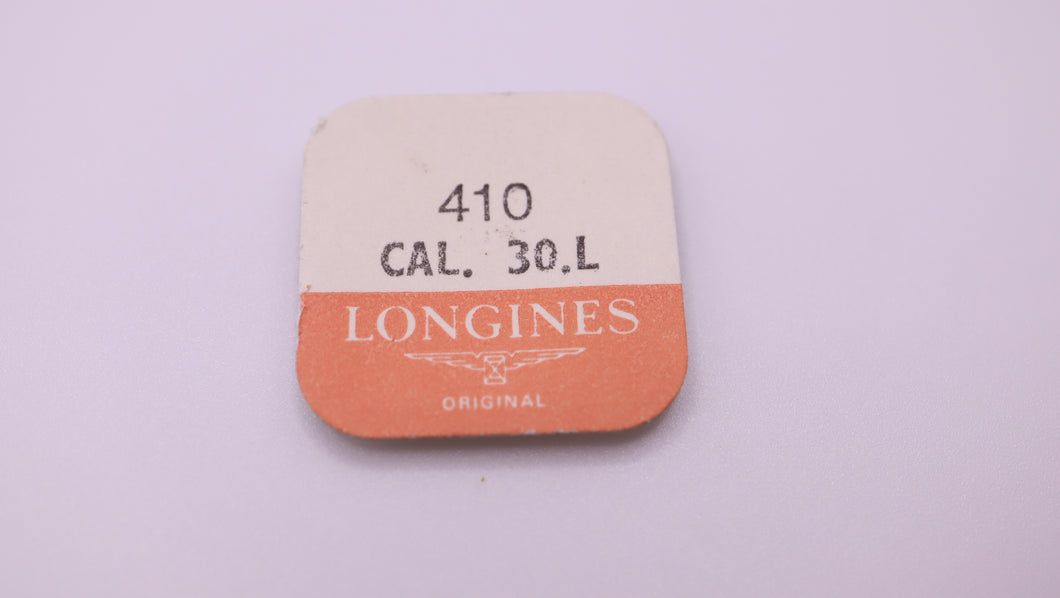 410
CAL. 30.L
LONGINES
ORIGINAL